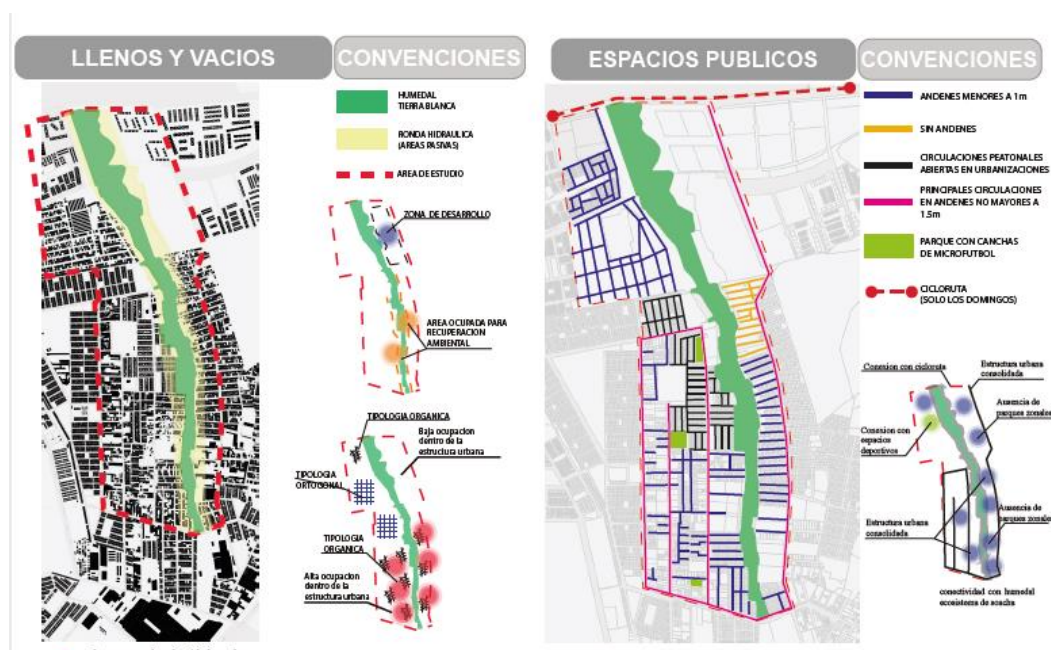 LLENOS Y VACIOS
CONVENCIONES
HUMEDAL
TIERRA BLANCA
RONDA HIDRAULICA
(AREAS PASIVAS)
AREA DE ESTUDIO
ZONA DE DESARROLLO
AREA OCUPADA PARA
RECUPERACION
AMBIENTAL
TIPOLOGIA ORGANICA
Baja ocupacion
dentro de la
estructura urbana
TIPOLOGIA
ORTOGONAL
TIPOLOGIA
ORGANICA
Alta ocupacion
dentro de la
estructura urbana
ESPACIOS PUBLICOS
CONVENCIONES
ANDENES MENORES A 1m
SIN ANDENES
CIRCULACIONES PEATONALES
ABIERTAS EN URBANIZACIONES
PRINCIPALES CIRCULACIONES
EN ANDENES NO MAYORES A
1.5m
PARQUE CON CANCHAS
DE MICROFUTBOL
CICLORUTA
(SOLO LOS DOMINGOS)
Conexion con cicloruta
Estructura urbana
consolidada
Ausencia de
parques zonales
Conexion con
espacios
deportivos
Estructura urbana
consolidada
Ausencia de
parques zonales
conectividad con humedal
ecosistema de soacha